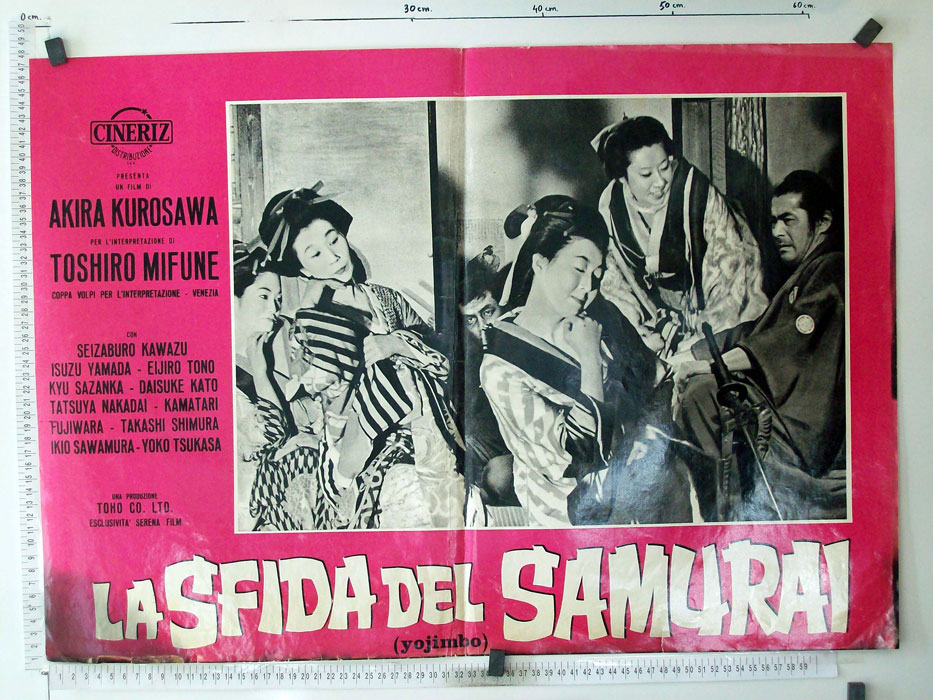 0 cm.
30 cm.
40 cm.
50 cm.
60 cm.
CINERIZ
DISTRIBUZIONE
PRESENTA
UN FILM DI
AKIRA KUROSAWA
PER L'INTERPRETAZIONE DI
TOSHIRO MIFUNE
COPPA VOLPI PER L'INTERPRETAZIONE - VENEZIA
CON
SEIZABURO KAWAZU
ISUZU YAMADA - EIJIRO TONO
KYU SAZANKA - DAISUKE KATO
TATSUYA NAKADAI - KAMATARI
FUJIWARA - TAKASHI SHIMURA
IKIO SAWAMURA - YOKO TSUKASA
UNA PRODUZIONE
TOHO CO. LTD.
ESCLUSIVITA' SERENA FILM
LA SFIDA DEL SAMURAI
(yojimbo)